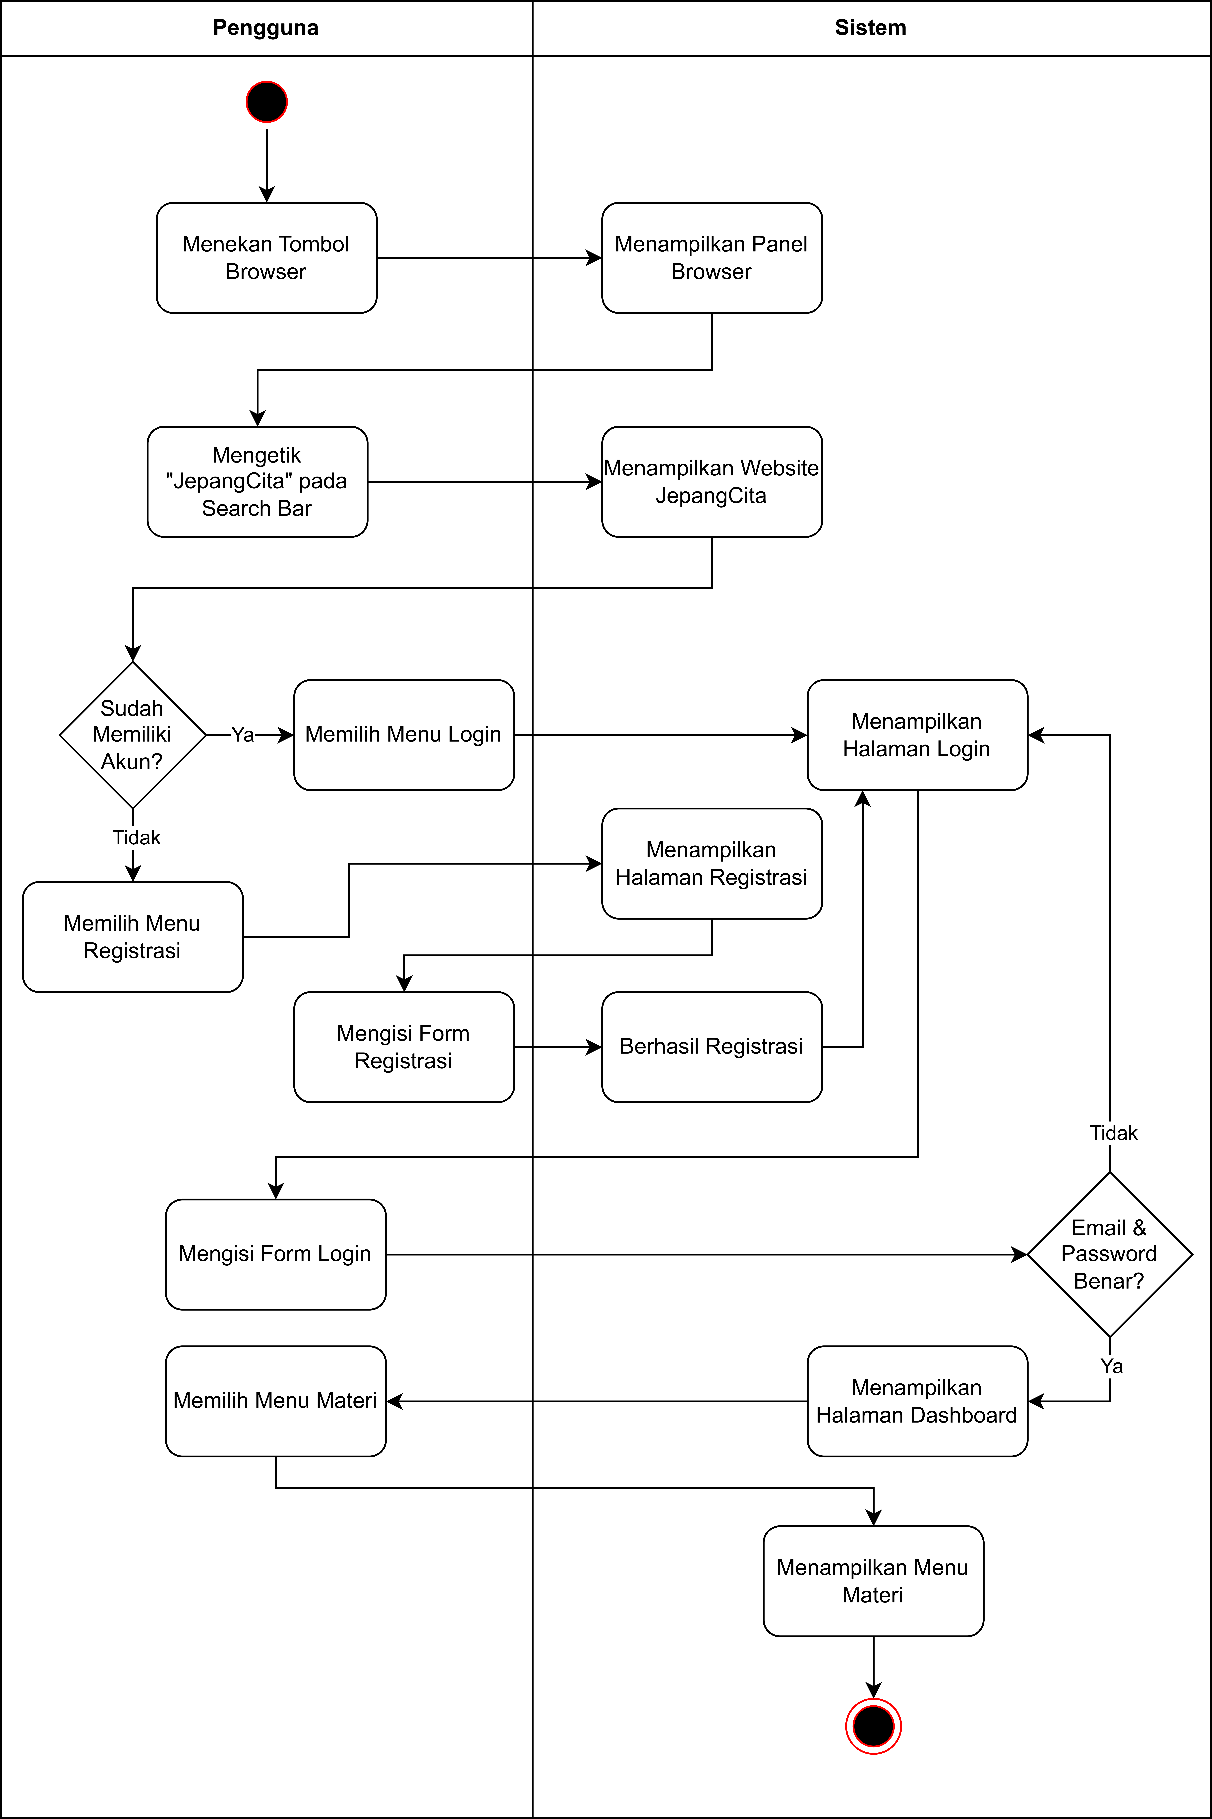 Pengguna
Sistem
Menekan Tombol
Browser
Menampilkan Panel
Browser
Mengetik
"JepangCita" pada
Search Bar
Menampilkan Website
JepangCita
Sudah
Memiliki
Akun?
Ya
Memilih Menu Login
Menampilkan
Halaman Login
Tidak
Memilih Menu
Registrasi
Menampilkan
Halaman Registrasi
Mengisi Form
Registrasi
Berhasil Registrasi
Tidak
Mengisi Form Login
Email &
Password
Benar?
Ya
Memilih Menu Materi
Menampilkan
Halaman Dashboard
Menampilkan Menu
Materi